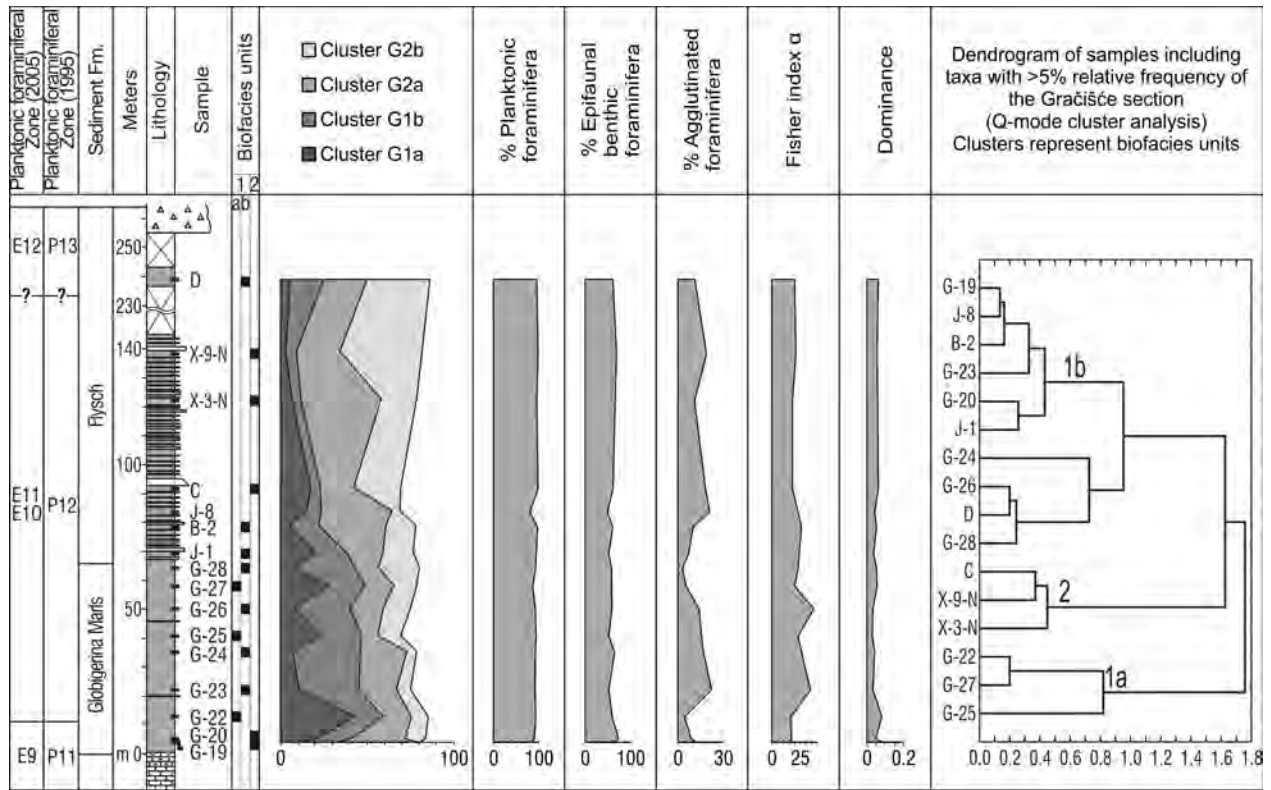 Planktonic foraminiferal
Zone (2005)
Planktonic foraminiferal
Zone (1995)
Sediment Fm.
Meters
Lithology
Sample
Biofacies units
1 2
a b
Cluster G2b
Cluster G2a
Cluster G1b
Cluster G1a
% Planktonic
foraminifera
% Epifaunal
benthic
foraminifera
% Agglutinated
foraminifera
Fisher index α
Dominance
Dendrogram of samples including
taxa with >5% relative frequency of
the Gračišće section
(Q-mode cluster analysis)
Clusters represent biofacies units
E12
P13
?
?
E11
E10
P12
E9
P11
Flysch
Globigerina Marls
250
230
140
100
50
m 0
D
X-9-N
X-3-N
C
J-8
B-2
J-1
G-28
G-27
G-26
G-25
G-24
G-23
G-22
G-20
G-19
0 100
0 100
0 100
0 30
0 25
0 0.2
G-19
J-8
B-2
G-23
G-20
J-1
G-24
G-26
D
G-28
C
X-9-N
X-3-N
G-22
G-27
G-25
1b
2
1a
0.0 0.2 0.4 0.6 0.8 1.0 1.2 1.4 1.6 1.8